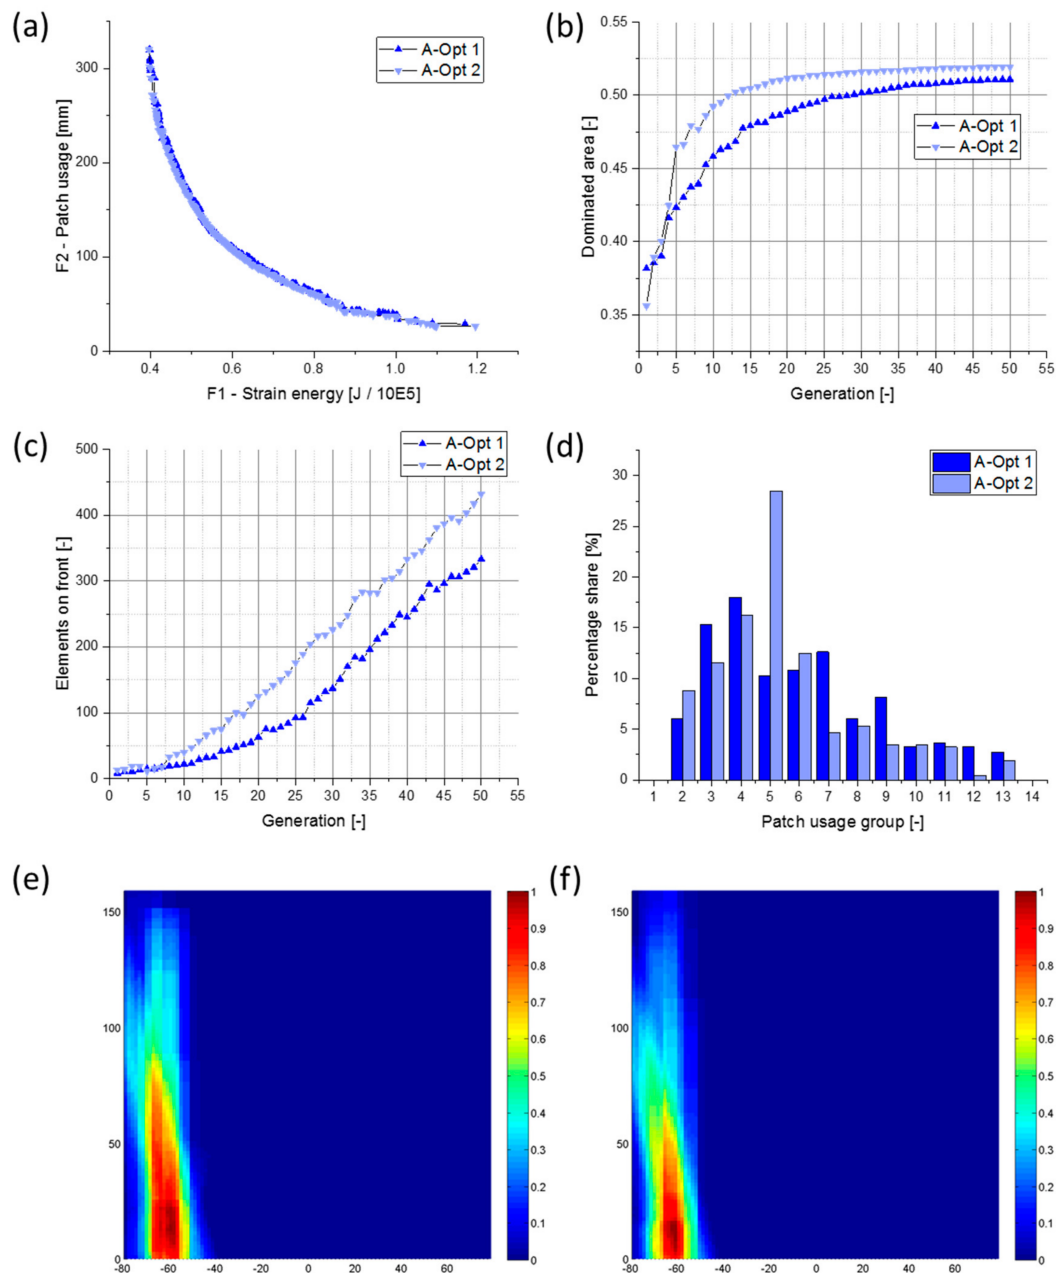 (a)
F2 - Patch usage [mm]
300
200
100
0
0.4 0.6 0.8 1.0 1.2
F1 - Strain energy [J / 10E5]
A-Opt 1
A-Opt 2
(b)
Dominated area [-]
0.55
0.50
0.45
0.40
0.35
0 5 10 15 20 25 30 35 40 45 50 55
Generation [-]
A-Opt 1
A-Opt 2
(c)
Elements on front [-]
500
400
300
200
100
0
0 5 10 15 20 25 30 35 40 45 50 55
Generation [-]
A-Opt 1
A-Opt 2
(d)
Percentage share [%]
30
25
20
15
10
5
0
1 2 3 4 5 6 7 8 9 10 11 12 13 14
Patch usage group [-]
A-Opt 1
A-Opt 2
(e)
150
100
50
0
-80 -60 -40 -20 0 20 40 60
1
0.9
0.8
0.7
0.6
0.5
0.4
0.3
0.2
0.1
0
(f)
150
100
50
0
-80 -60 -40 -20 0 20 40 60
1
0.9
0.8
0.7
0.6
0.5
0.4
0.3
0.2
0.1
0